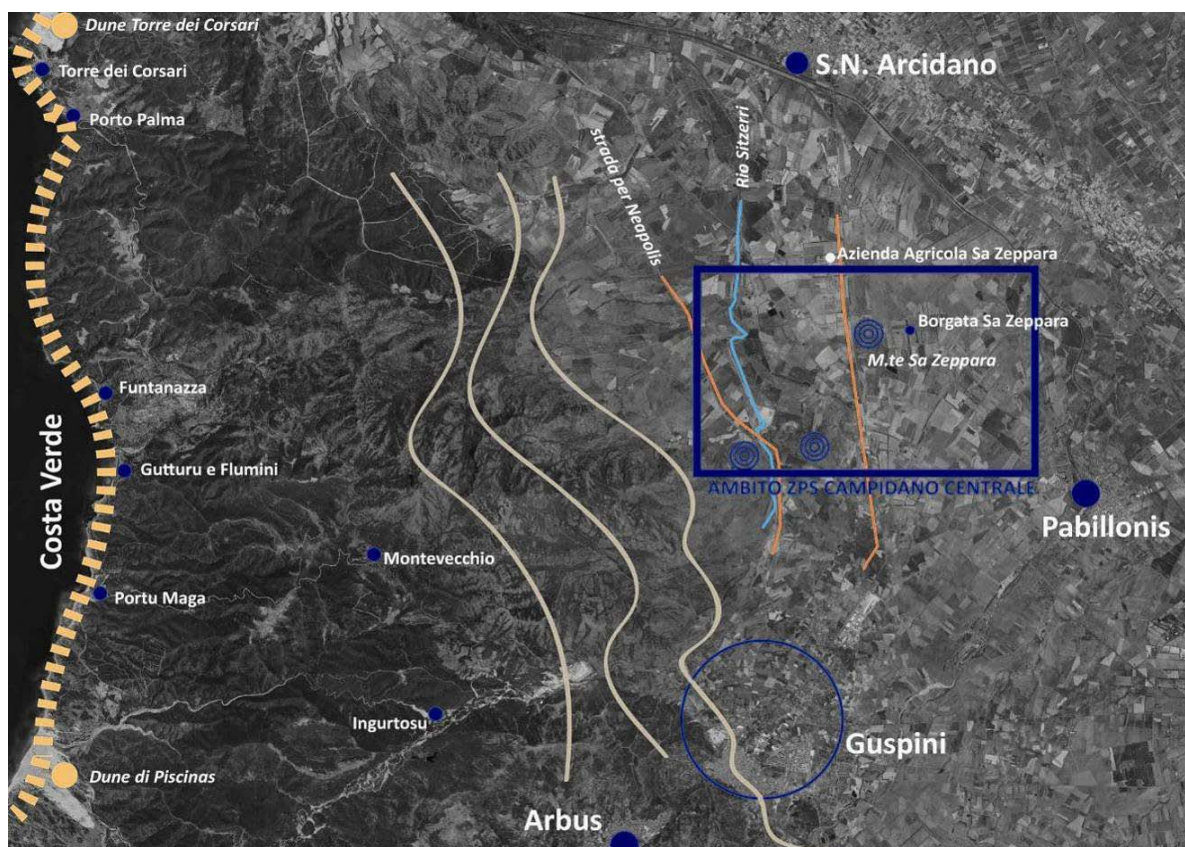 Dune Torre dei Corsari
Torre dei Corsari
S.N. Arcidano
Porto Palma
strada per Neapolis
Rio Sitzerri
Azienda Agricola Sa Zeppara
Borgata Sa Zeppara
M.te Sa Zeppara
Funtanazza
Costa Verde
Gutturu e Flumini
AMBITO ZPS CAMPIDANO CENTRALE
Pabillonis
Montevecchio
Portu Maga
Ingurtosu
Guspini
Dune di Piscinas
Arbus